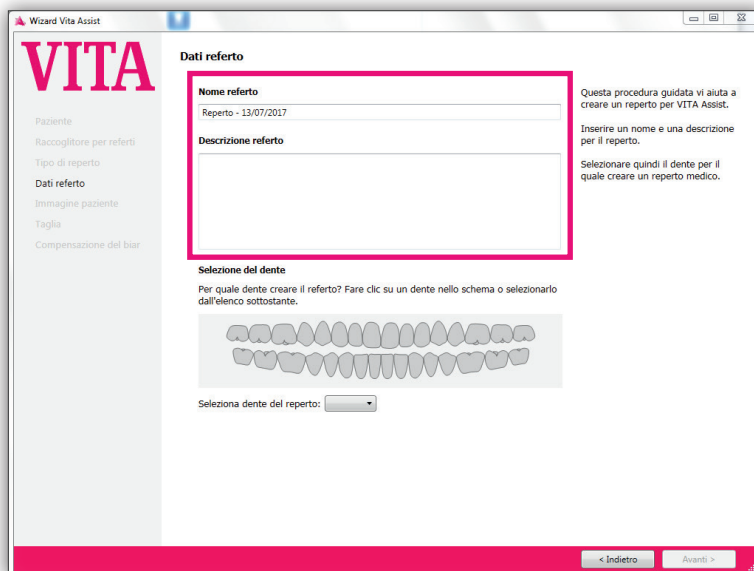 Wizard Vita Assist
VITA
Paziente
Raccoglitore per referti
Tipo di reperto
Dati referto
Immagine paziente
Taglia
Compensazione del biar
Dati referto
Nome referto
Reperto - 13/07/2017
Descrizione referto
Selezione del dente
Per quale dente creare il referto? Fare clic su un dente nello schema o selezionarlo
dall'elenco sottostante.
Seleziona dente del reperto:
Questa procedura guidata vi aiuta a
creare un reperto per VITA Assist.
Inserire un nome e una descrizione
per il reperto.
Selezionare quindi il dente per il
quale creare un reperto medico.
< Indietro
Avanti >